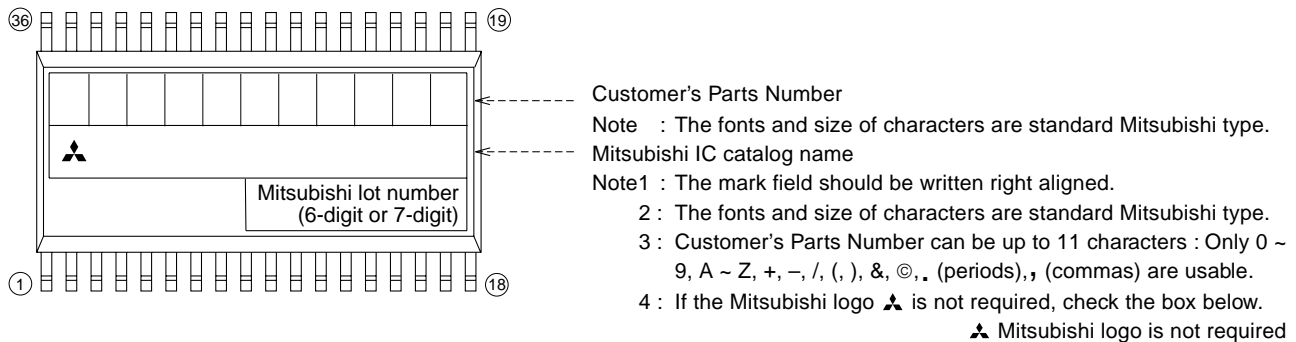 36 19
Customer's Parts Number
Note : The fonts and size of characters are standard Mitsubishi type.
Mitsubishi IC catalog name
Mitsubishi lot number
(6-digit or 7-digit)
Note1 : The mark field should be written right aligned.
2 : The fonts and size of characters are standard Mitsubishi type.
3 : Customer's Parts Number can be up to 11 characters : Only 0 ~
9, A ~ Z, +, –, /, (, ), &, ©, . (periods), , (commas) are usable.
1 18
4 : If the Mitsubishi logo is not required, check the box below.
Mitsubishi logo is not required